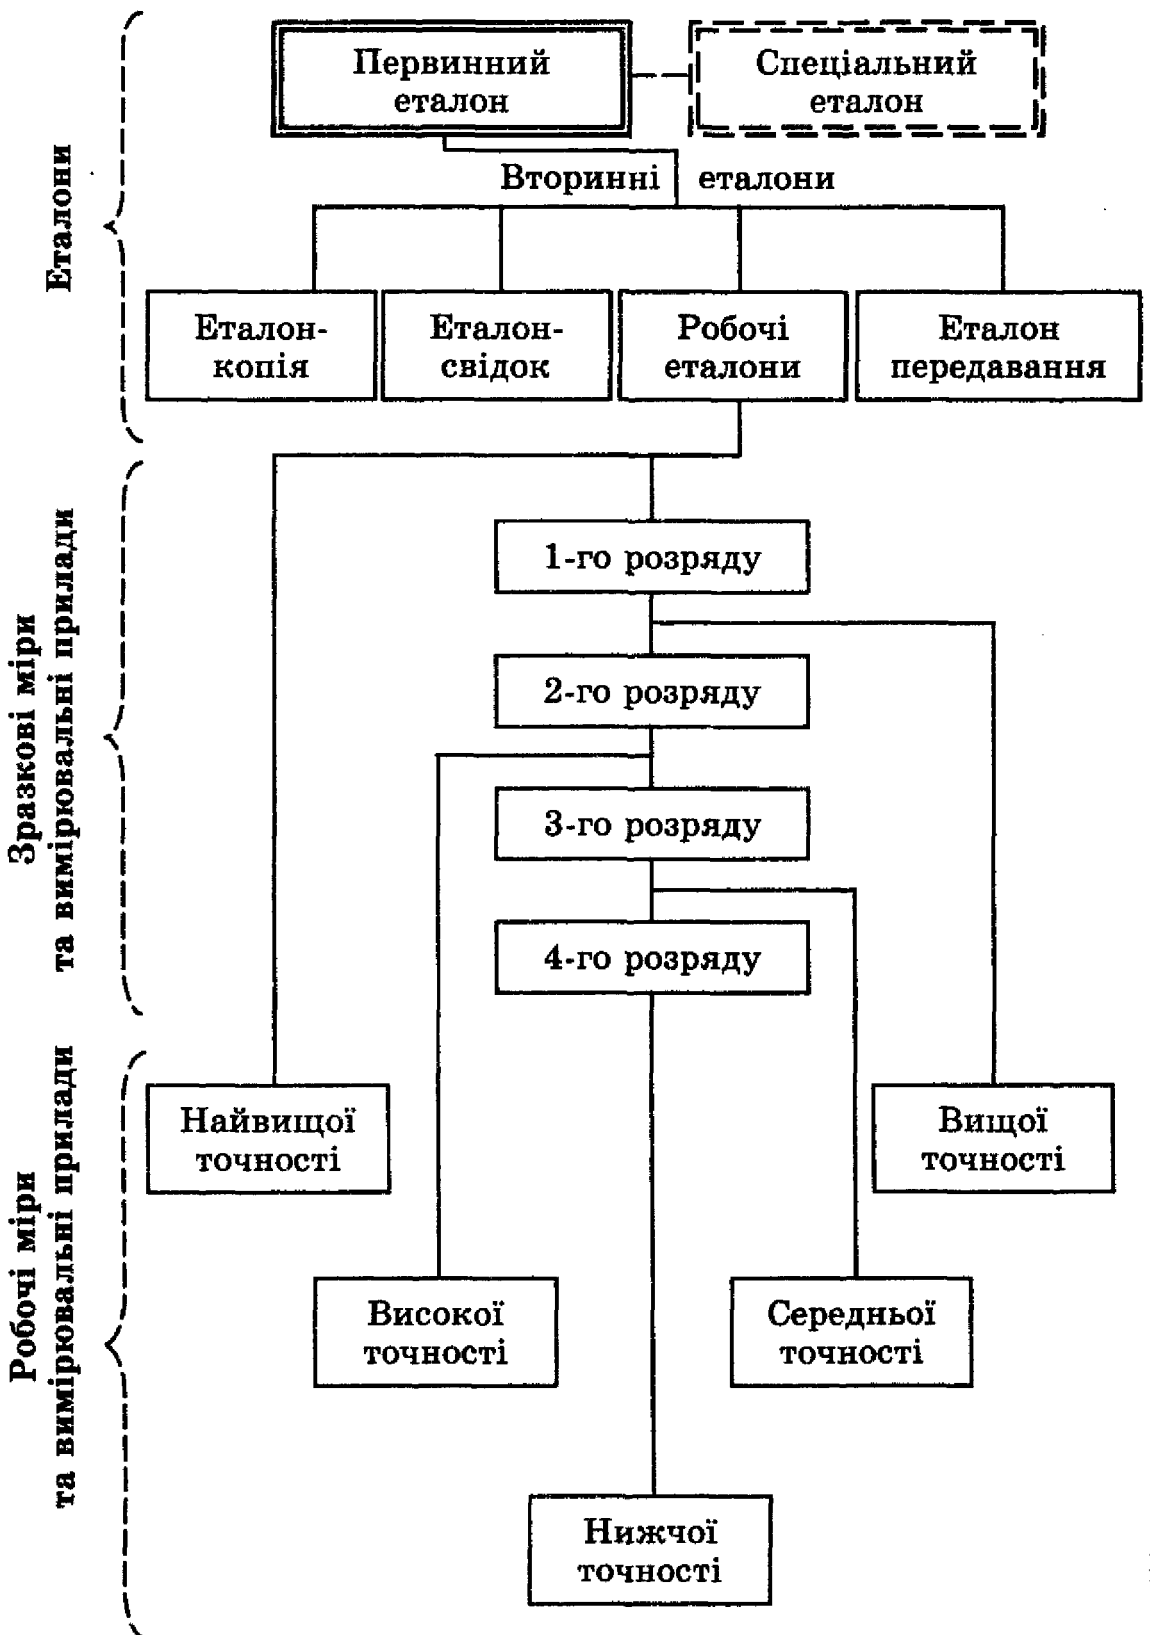 Первинний
еталон
Спеціальний
еталон
Вторинні еталони
Еталон-
копія
Еталон-
свідок
Робочі
еталони
Еталон
передавання
Еталони
1-го розряду
2-го розряду
3-го розряду
4-го розряду
Зразкові міри
та вимірювальні прилади
Найвищої
точності
Вищої
точності
Високої
точності
Середньої
точності
Нижчої
точності
Робочі міри
та вимірювальні прилади